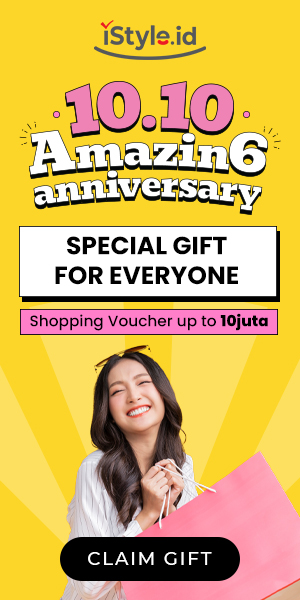 iStyle.id
10.10
Amazin6
anniversary
SPECIAL GIFT
FOR EVERYONE
Shopping Voucher up to 10juta
CLAIM GIFT